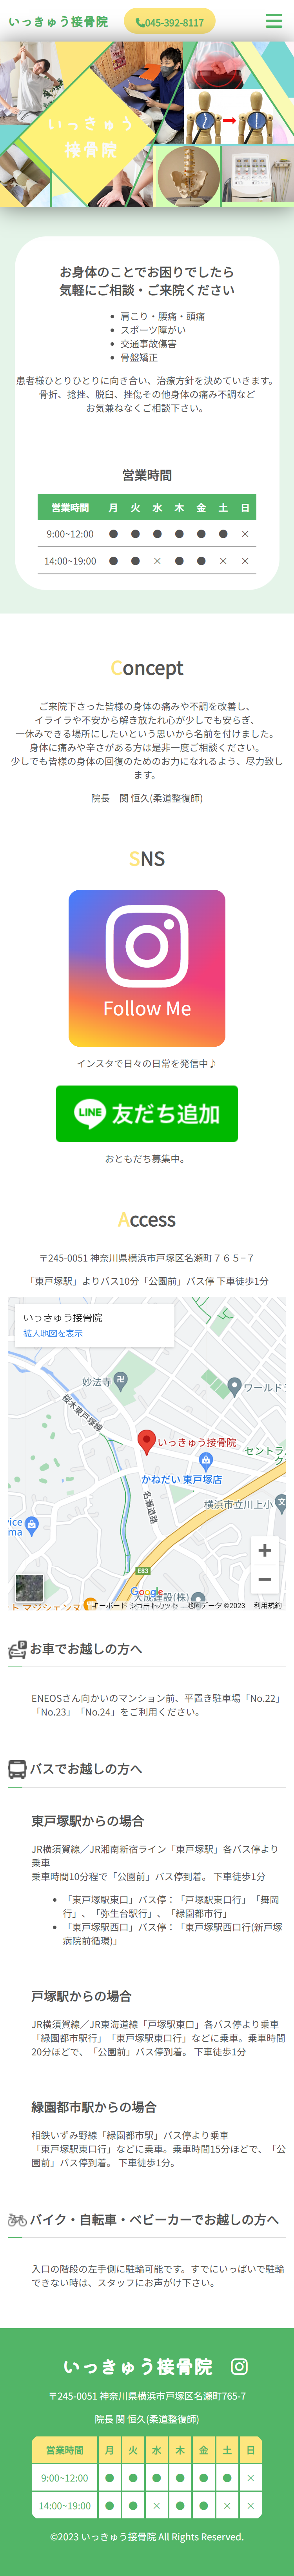 いっきゅう接骨院
045-392-8117
いっきゅう
接骨院
お身体のことでお困りでしたら
気軽にご相談・ご来院ください
肩こり・腰痛・頭痛
スポーツ障がい
交通事故傷害
骨盤矯正
患者様ひとりひとりに向き合い、治療方針を決めていきます。
骨折、捻挫、脱臼、挫傷その他身体の痛み不調など
お気兼ねなくご相談下さい。
営業時間
営業時間 月 火 水 木 金 土 日
9:00~12:00 ● ● ● ● ● ● ×
14:00~19:00 ● ● × ● ● × ×
Concept
ご来院下さった皆様の身体の痛みや不調を改善し、
イライラや不安から解き放たれ心が少しでも安らぎ、
一休みできる場所にしたいという思いから名前を付けました。
身体に痛みや辛さがある方は是非一度ご相談ください。
少しでも皆様の身体の回復のためのお力になれるよう、尽力致し
ます。
院長 関 恒久(柔道整復師)
SNS
Follow Me
インスタで日々の日常を発信中♪
LINE 友だち追加
おともだち募集中。
Access
〒245-0051 神奈川県横浜市戸塚区名瀬町７６５−７
「東戸塚駅」よりバス10分「公園前」バス停 下車徒歩1分
いっきゅう接骨院
拡大地図を表示
妙法寺
ワールドラ
桜木東戸塚線
いっきゅう接骨院
セントラル
ク
かねだい 東戸塚店
名瀬道路
横浜市立川上小
vice
ma
E83
Google
大成建設(株)
ート マンションヌ
キーボード ショートカット 地図データ ©2023 利用規約
お車でお越しの方へ
ENEOSさん向かいのマンション前、平置き駐車場「No.22」
「No.23」「No.24」をご利用ください。
バスでお越しの方へ
東戸塚駅からの場合
JR横須賀線／JR湘南新宿ライン「東戸塚駅」各バス停より
乗車
乗車時間10分程で「公園前」バス停到着。 下車徒歩1分
「東戸塚駅東口」バス停：「戸塚駅東口行」「舞岡
行」、「弥生台駅行」、「緑園都市行」
「東戸塚駅西口」バス停：「東戸塚駅西口行(新戸塚
病院前循環)」
戸塚駅からの場合
JR横須賀線／JR東海道線「戸塚駅東口」各バス停より乗車
「緑園都市駅行」「東戸塚駅東口行」などに乗車。乗車時間
20分ほどで、「公園前」バス停到着。 下車徒歩1分
緑園都市駅からの場合
相鉄いずみ野線「緑園都市駅」バス停より乗車
「東戸塚駅東口行」などに乗車。乗車時間15分ほどで、「公
園前」バス停到着。 下車徒歩1分。
バイク・自転車・ベビーカーでお越しの方へ
入口の階段の左手側に駐輪可能です。すでにいっぱいで駐輪
できない時は、スタッフにお声がけ下さい。
いっきゅう接骨院
〒245-0051 神奈川県横浜市戸塚区名瀬町765-7
院長 関 恒久(柔道整復師)
営業時間 月 火 水 木 金 土 日
9:00~12:00 ● ● ● ● ● ● ×
14:00~19:00 ● ● × ● ● × ×
©2023 いっきゅう接骨院 All Rights Reserved.